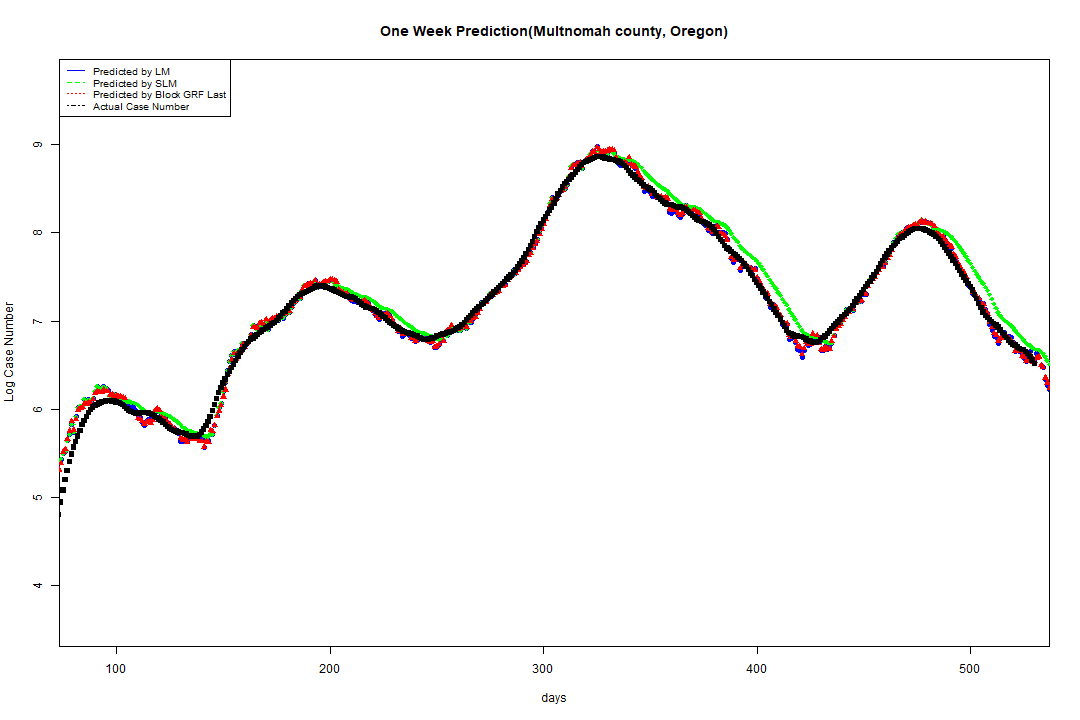 One Week Prediction(Multnomah county, Oregon)
Predicted by LM
Predicted by SLM
Predicted by Block GRF Last
Actual Case Number
Log Case Number
9
8
7
6
5
4
100 200 300 400 500
days